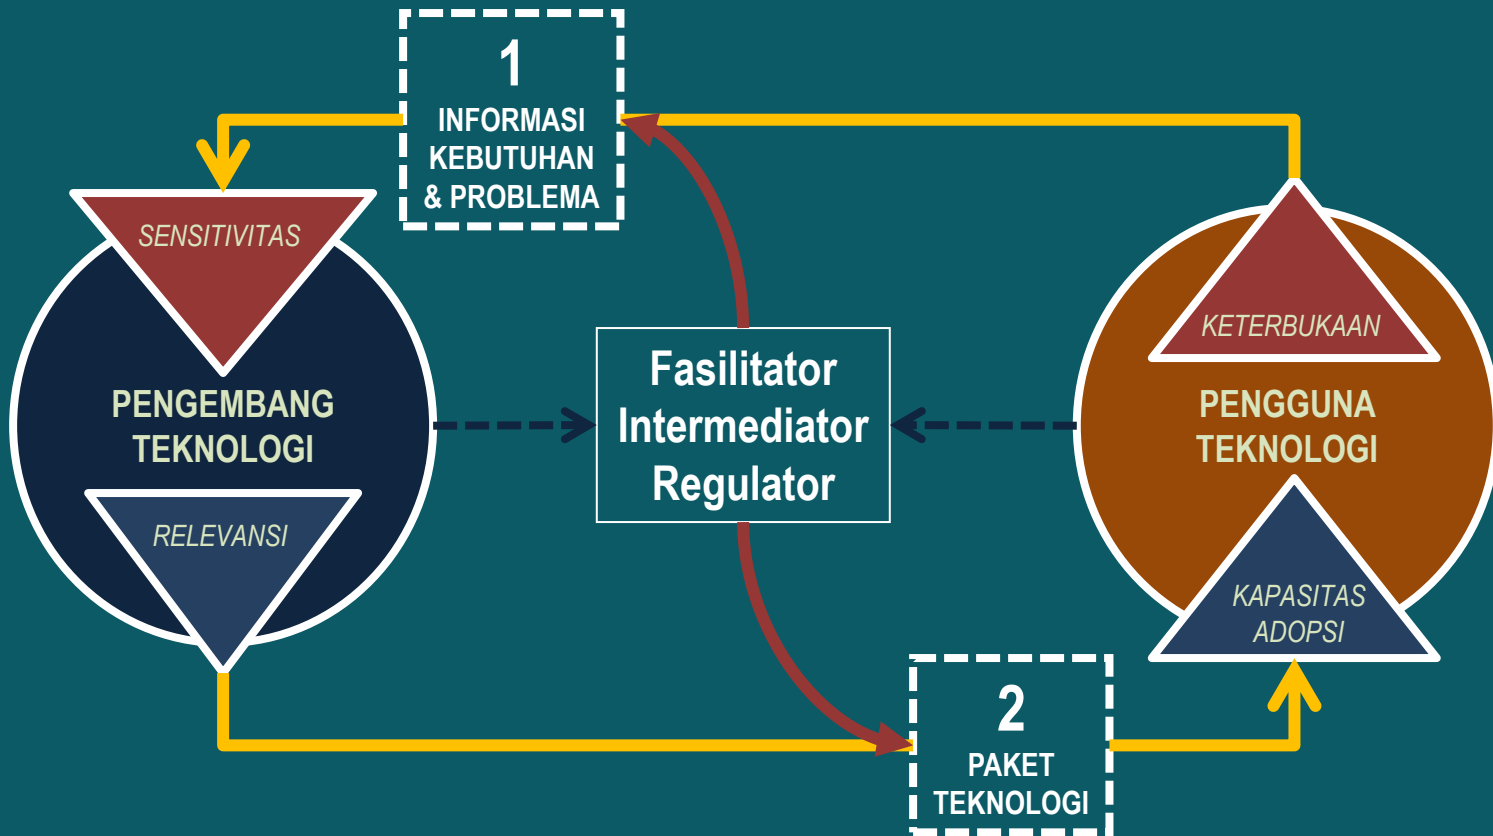 1
INFORMASI
KEBUTUHAN
& PROBLEMA
SENSITIVITAS
PENGEMBANG
TEKNOLOGI
RELEVANSI
Fasilitator
Intermediator
Regulator
KETERBUKAAN
PENGGUNA
TEKNOLOGI
KAPASITAS
ADOPSI
2
PAKET
TEKNOLOGI